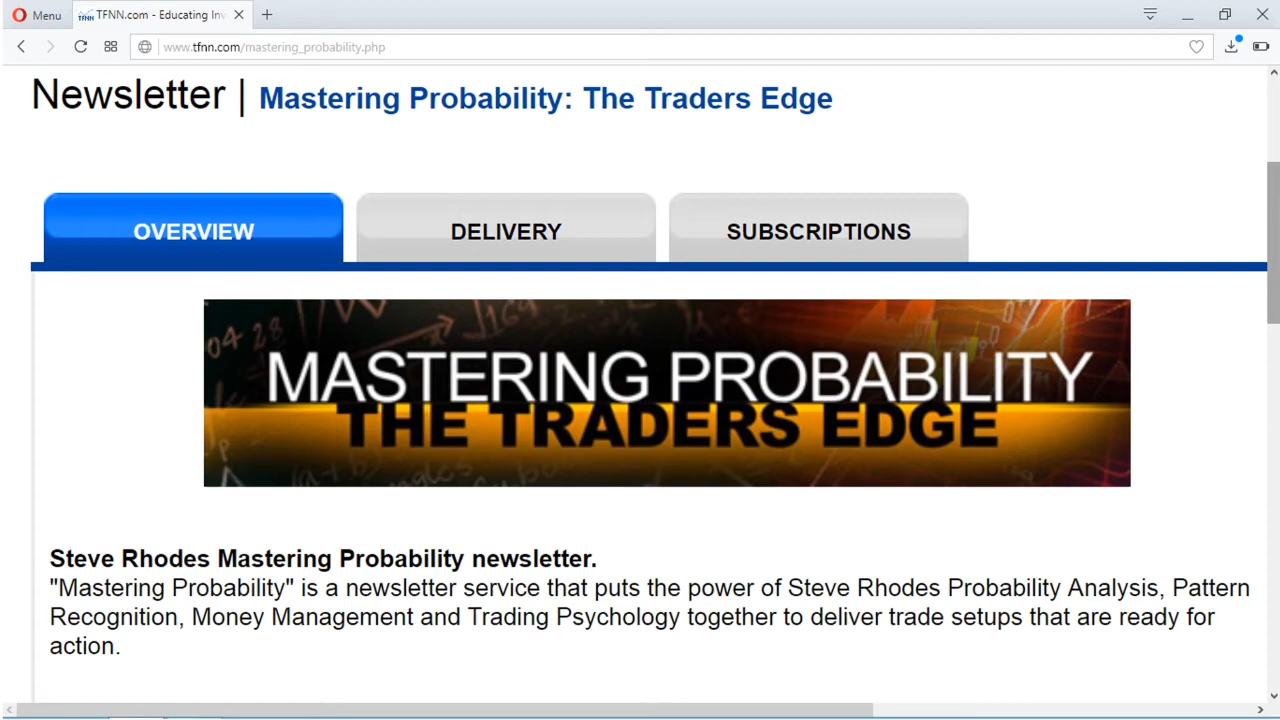 Menu
TFNN.com - Educating Inv
www.tfnn.com/mastering_probability.php
Newsletter | Mastering Probability: The Traders Edge
OVERVIEW
DELIVERY
SUBSCRIPTIONS
04 28
169
MASTERING PROBABILITY
THE TRADERS EDGE
Steve Rhodes Mastering Probability newsletter.
"Mastering Probability" is a newsletter service that puts the power of Steve Rhodes Probability Analysis, Pattern
Recognition, Money Management and Trading Psychology together to deliver trade setups that are ready for
action.